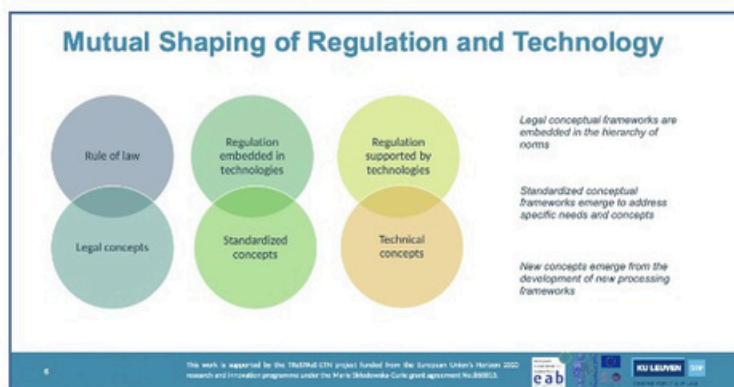 Mutual Shaping of Regulation and Technology
Rule of law
Legal concepts
Regulation
embedded in
technologies
Standardized
concepts
Regulation
supported by
technologies
Technical
concepts
Legal conceptual frameworks are
embedded in the hierarchy of
norms
Standardized conceptual
frameworks emerge to address
specific needs and concepts
New concepts emerge from the
development of new processing
frameworks
6
This work is supported by the TReSPAsS-ETN project funded from the European Union's Horizon 2020
research and innovation programme under the Marie Skłodowska-Curie grant agreement No.860813.
eab
KU LEUVEN